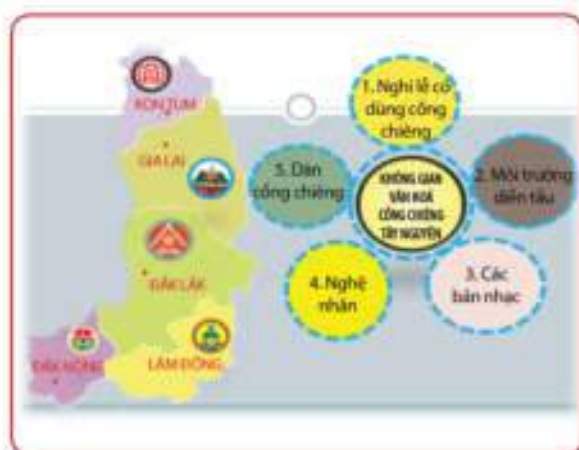 KON TUM
GIA LAI
ĐẮK LẮK
ĐẮK NÔNG
LÂM ĐỒNG
1. Nghi lễ có
dùng cồng
chiêng
2. Môi trường
diễn tấu
3. Các
bản nhạc
4. Nghệ
nhân
5. Dàn
cồng chiêng
KHÔNG GIAN
VĂN HOÁ
CỒNG CHIÊNG
TÂY NGUYÊN